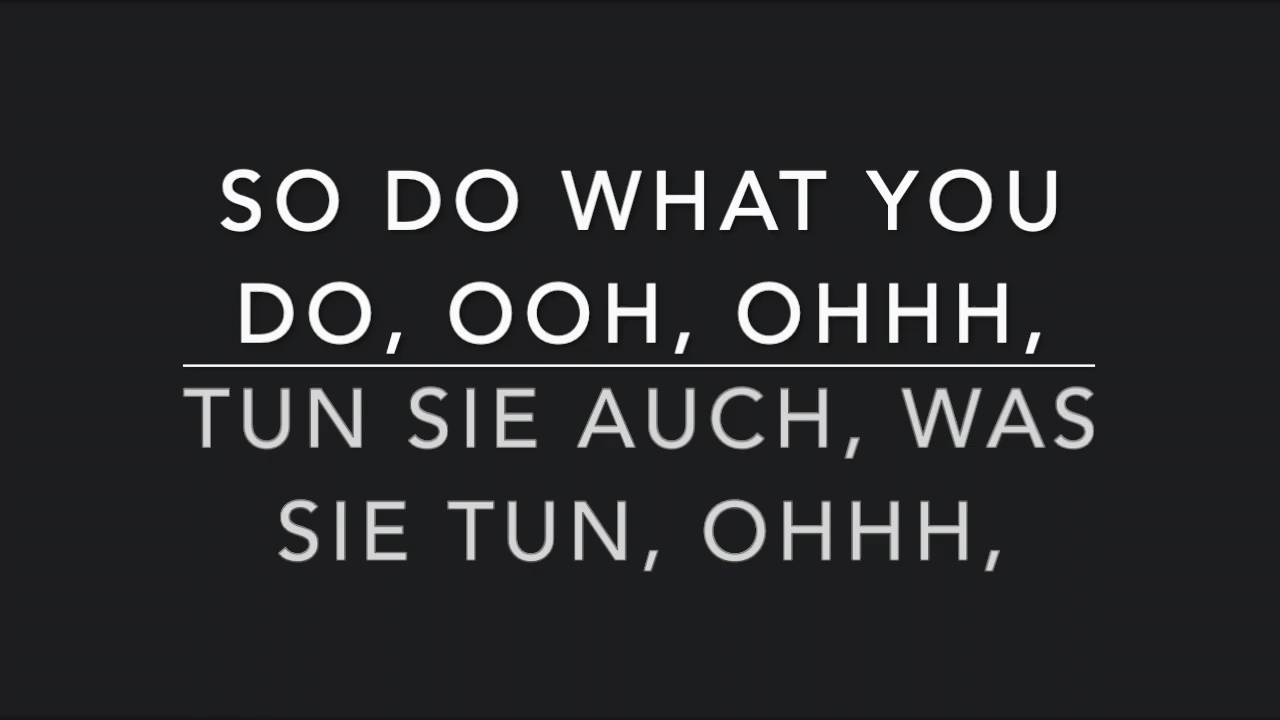 SO DO WHAT YOU
DO, OOH, OHHH,
TUN SIE AUCH, WAS
SIE TUN, OHHH,